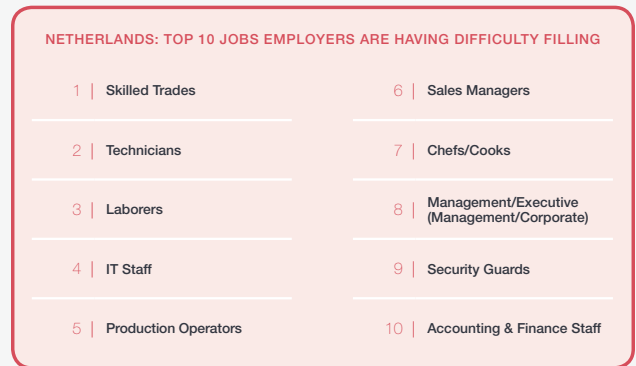 NETHERLANDS: TOP 10 JOBS EMPLOYERS ARE HAVING DIFFICULTY FILLING
1 | Skilled Trades
2 | Technicians
3 | Laborers
4 | IT Staff
5 | Production Operators
6 | Sales Managers
7 | Chefs/Cooks
8 | Management/Executive
(Management/Corporate)
9 | Security Guards
10 | Accounting & Finance Staff